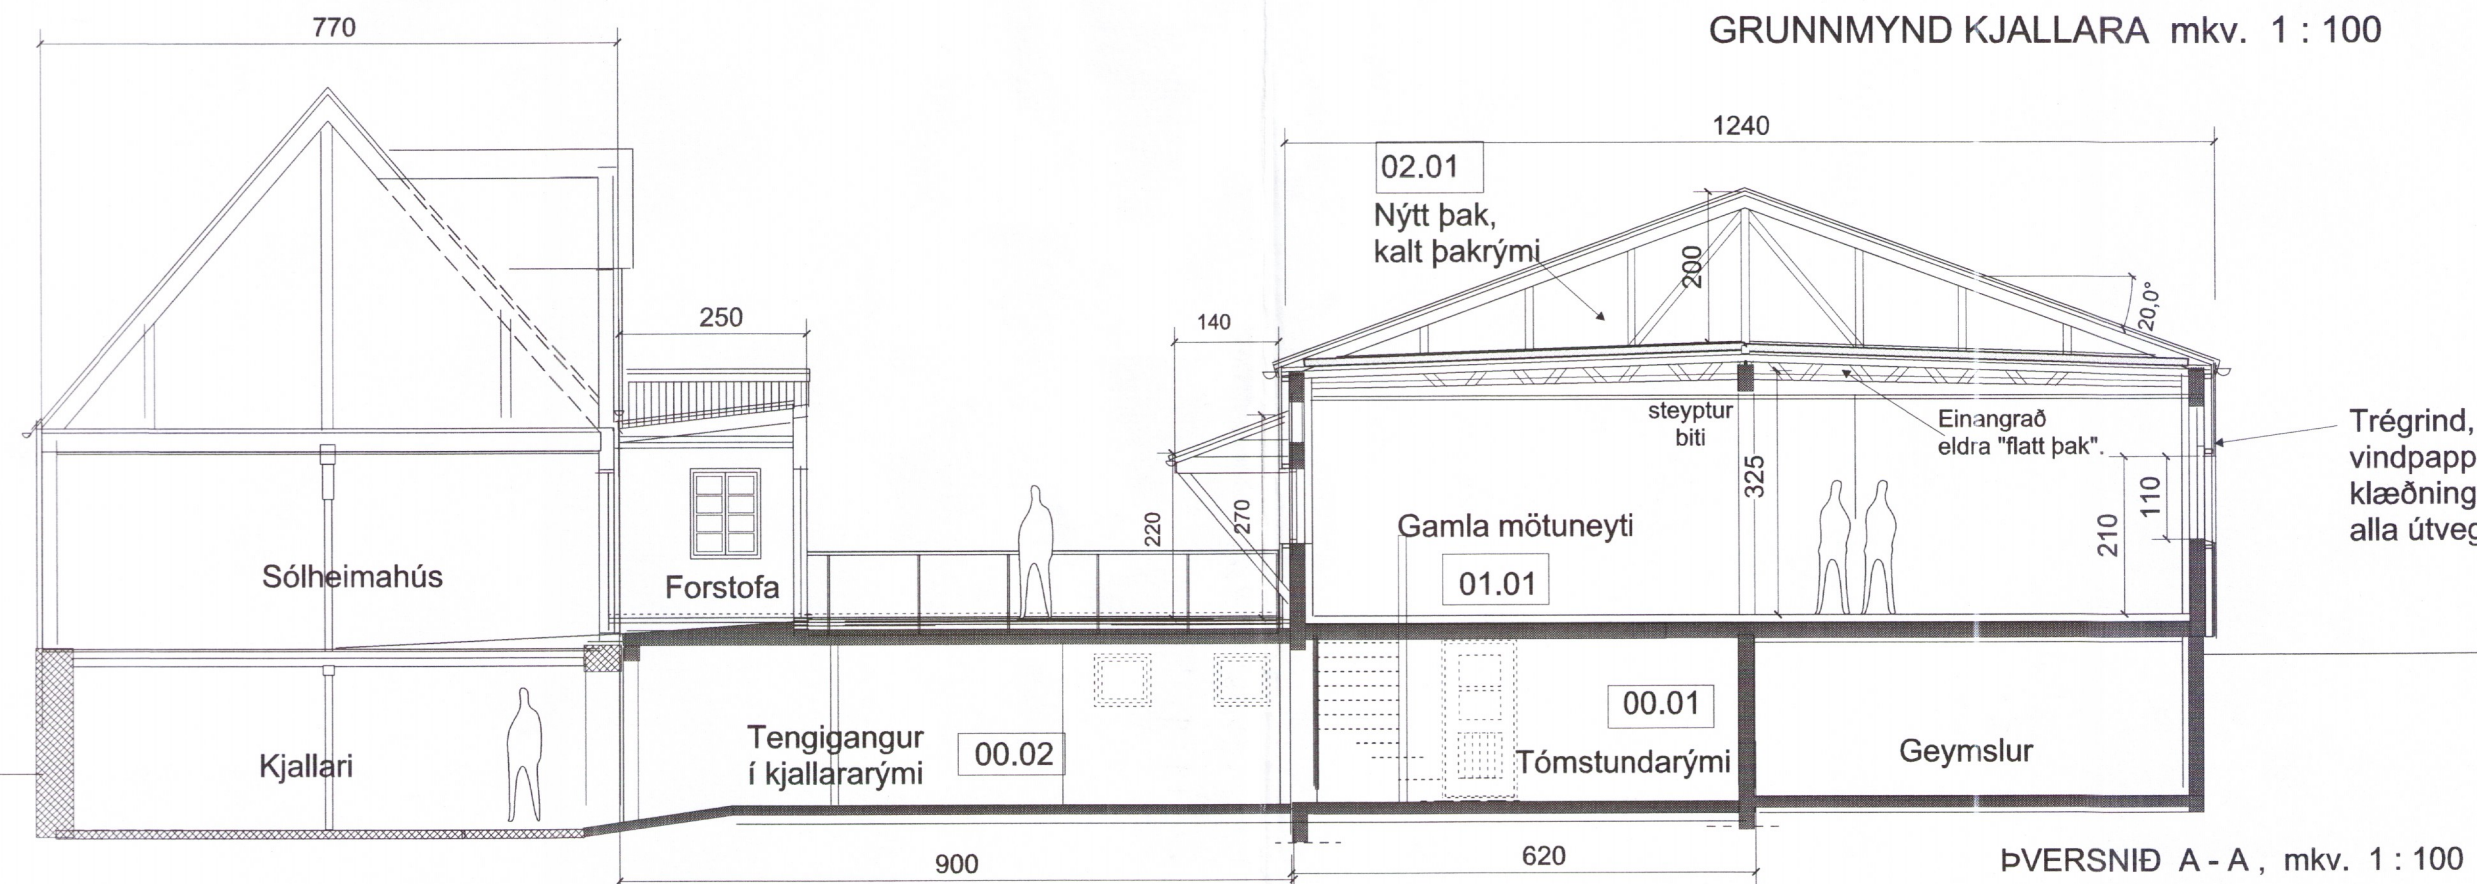 770
GRUNNMYND KJALLARA mkv. 1 : 100
1240
02.01
Nýtt þak,
kalt þakrými
200
20,0°
250
140
steyptur
biti
Einangrað
eldra "flatt þak".
Trégrind,
vindpapp
klæðning
alla útveg
325
110
210
220
270
Gamla mötuneyti
01.01
Sólheimahús
Forstofa
00.01
Tengigangur
í kjallararými
00.02
Kjallari
Tómstundarými
Geymslur
900
620
ÞVERSNIÐ A - A , mkv. 1 : 100